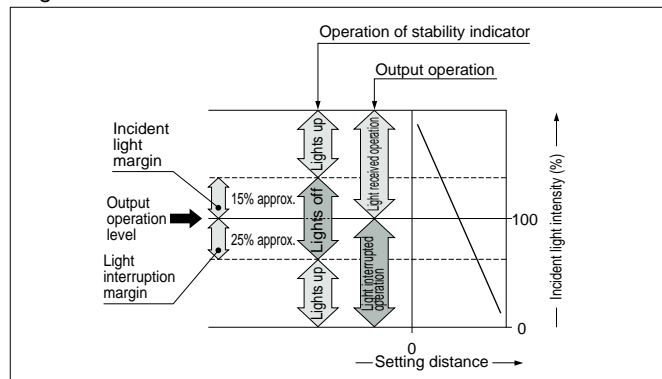 Operation of stability indicator
Output operation
Incident
light
margin
Output
operation
level
Light
interruption
margin
15% approx.
25% approx.
Lights up
Lights off
Lights up
Light received operation
Light interrupted
operation
100
0
0
Setting distance
Incident light intensity (%)